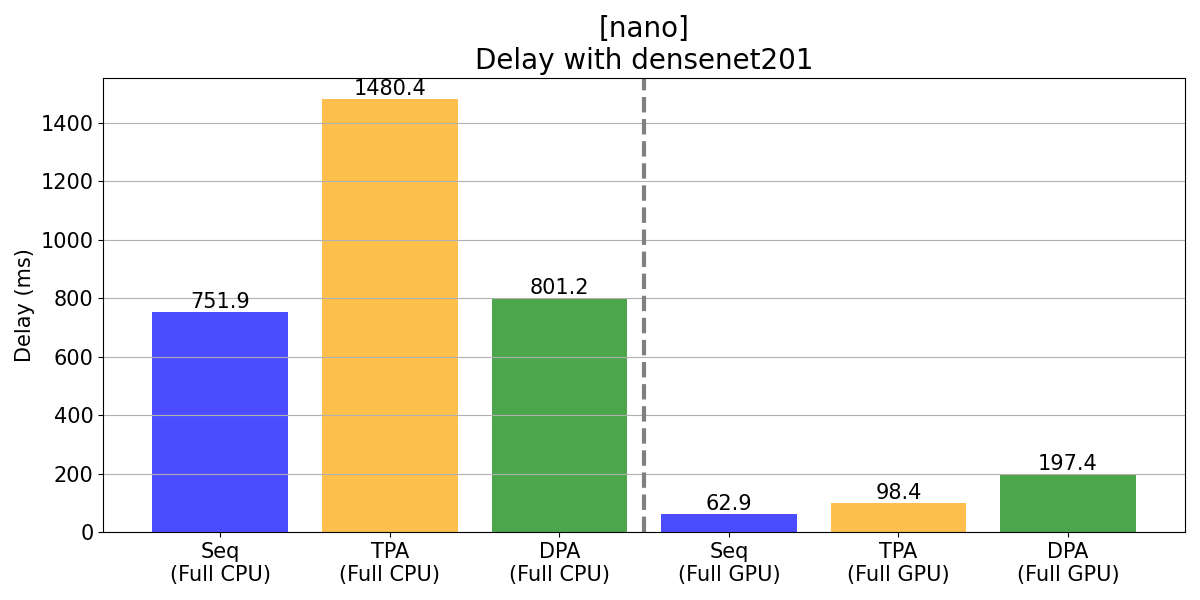 [nano]
Delay with densenet201
Delay (ms)
1400
1200
1000
800
600
400
200
0
1480.4
751.9
801.2
62.9
98.4
197.4
Seq
(Full CPU)
TPA
(Full CPU)
DPA
(Full CPU)
Seq
(Full GPU)
TPA
(Full GPU)
DPA
(Full GPU)